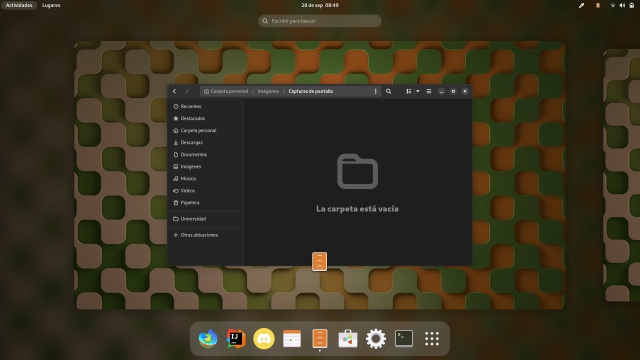 Actividades Lugares 28 de sep 08:49
Escribir para buscar
Carpeta personal / Imágenes / Capturas de pantalla
Recientes
Destacados
Carpeta personal
Descargas
Documentos
Imágenes
Música
Vídeos
Papelera
Universidad
Otras ubicaciones
La carpeta está vacía
IJ